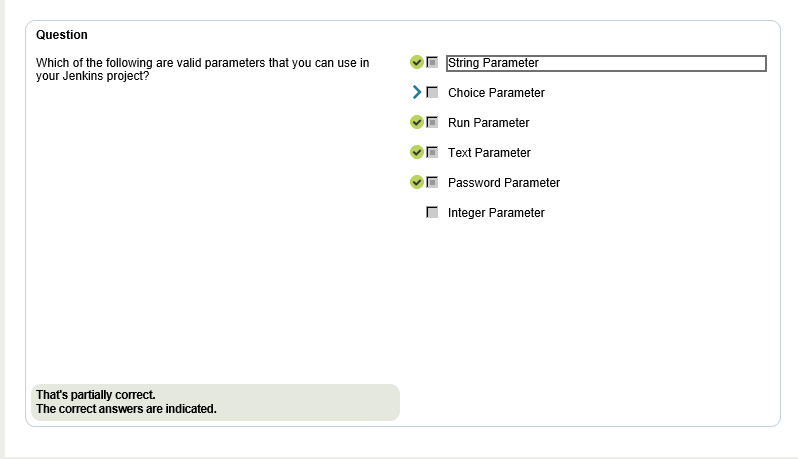 Question
Which of the following are valid parameters that you can use in
your Jenkins project?
String Parameter
Choice Parameter
Run Parameter
Text Parameter
Password Parameter
Integer Parameter
That's partially correct.
The correct answers are indicated.